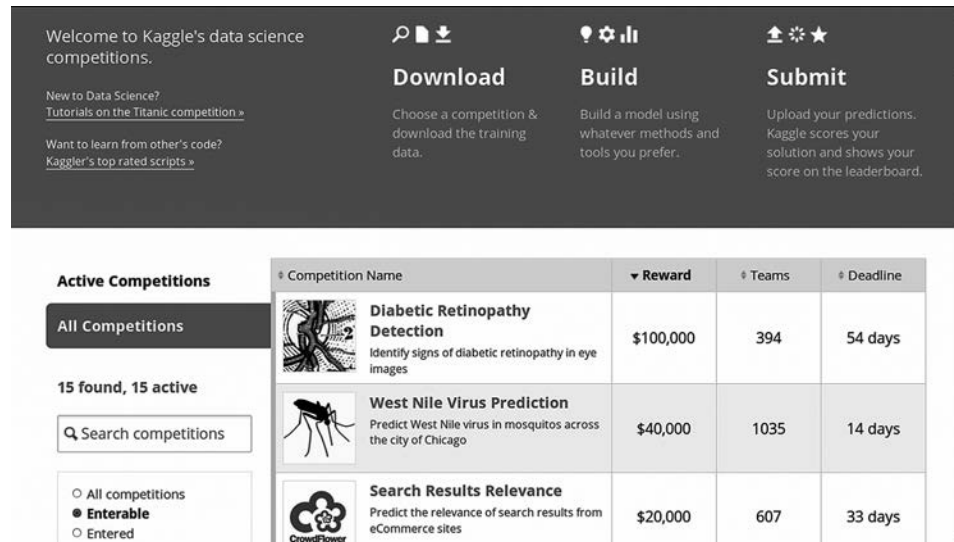 Welcome to Kaggle's data science
competitions.
New to Data Science?
Tutorials on the Titanic competition »
Want to learn from other's code?
Kaggler's top rated scripts »
Download
Choose a competition &
download the training
data.
Build
Build a model using
whatever methods and
tools you prefer.
Submit
Upload your predictions.
Kaggle scores your
solution and shows your
score on the leaderboard.
Active Competitions
All Competitions
15 found, 15 active
Search competitions
All competitions
Enterable
Entered
Competition Name
Reward
Teams
Deadline
2
Diabetic Retinopathy
Detection
Identify signs of diabetic retinopathy in eye
images
$100,000
394
54 days
West Nile Virus Prediction
Predict West Nile virus in mosquitos across
the city of Chicago
$40,000
1035
14 days
CrowdFlower
Search Results Relevance
Predict the relevance of search results from
eCommerce sites
$20,000
607
33 days